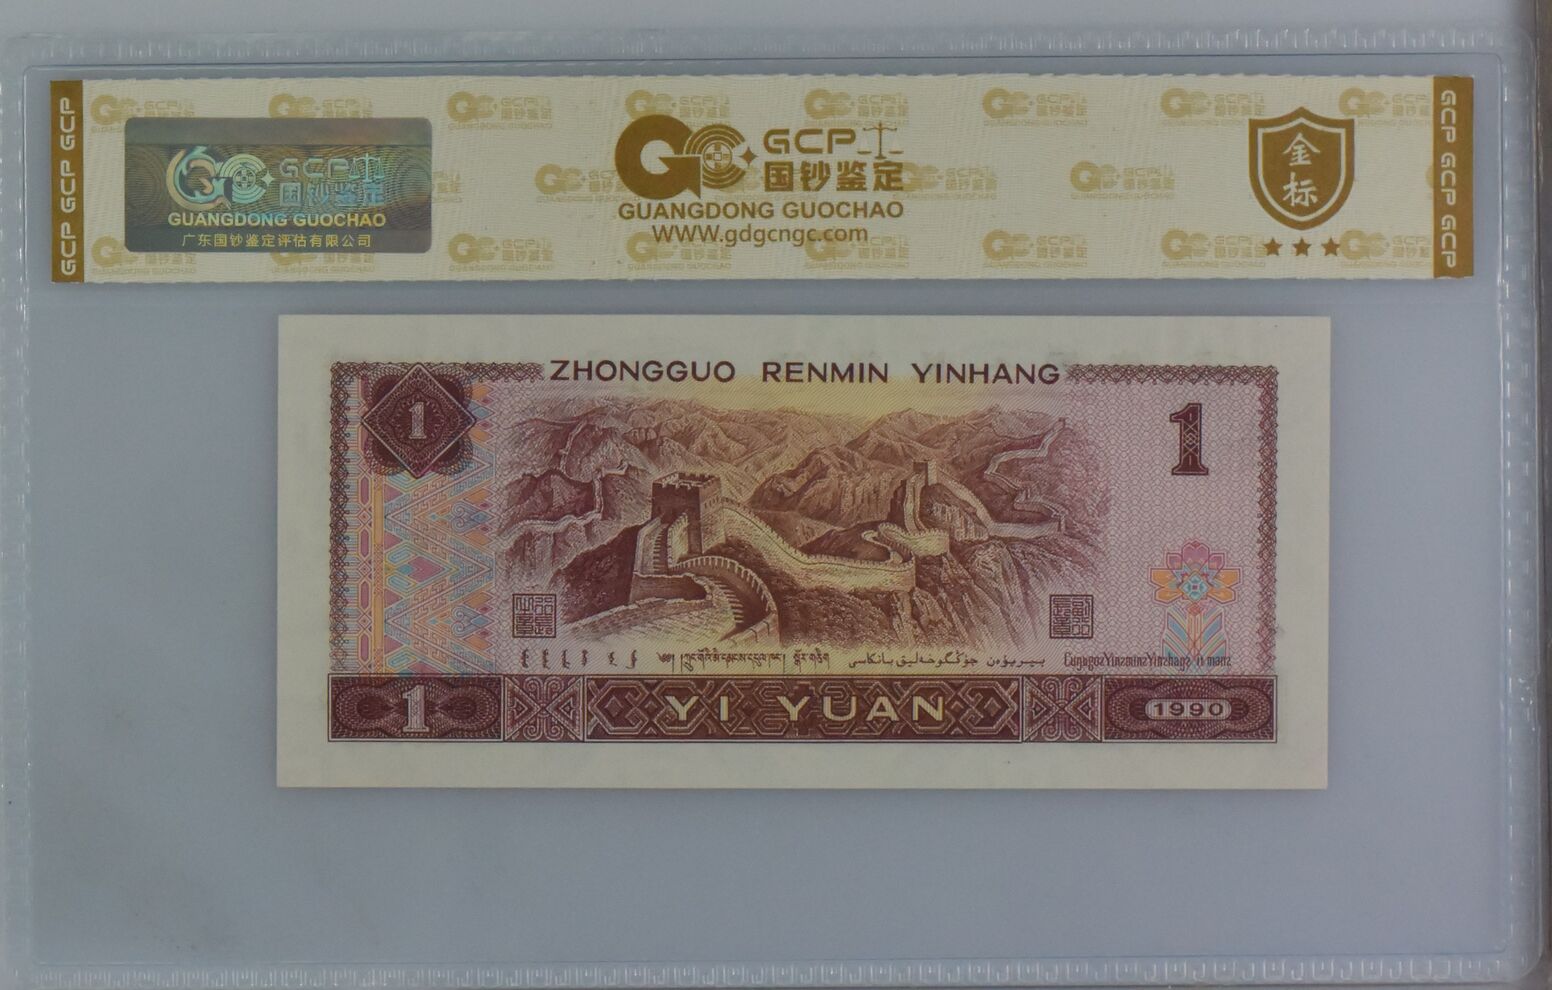 GCP GCP GCP
GCP
国钞鉴定
GUANGDONG GUOCHAO
广东国钞鉴定评估有限公司
GCP
国钞鉴定
GUANGDONG GUOCHAO
WWW.gdgcngc.com
金
标
GCP GCP GCP
ZHONGGUO RENMIN YINHANG
1
1
1
YI YUAN
1990